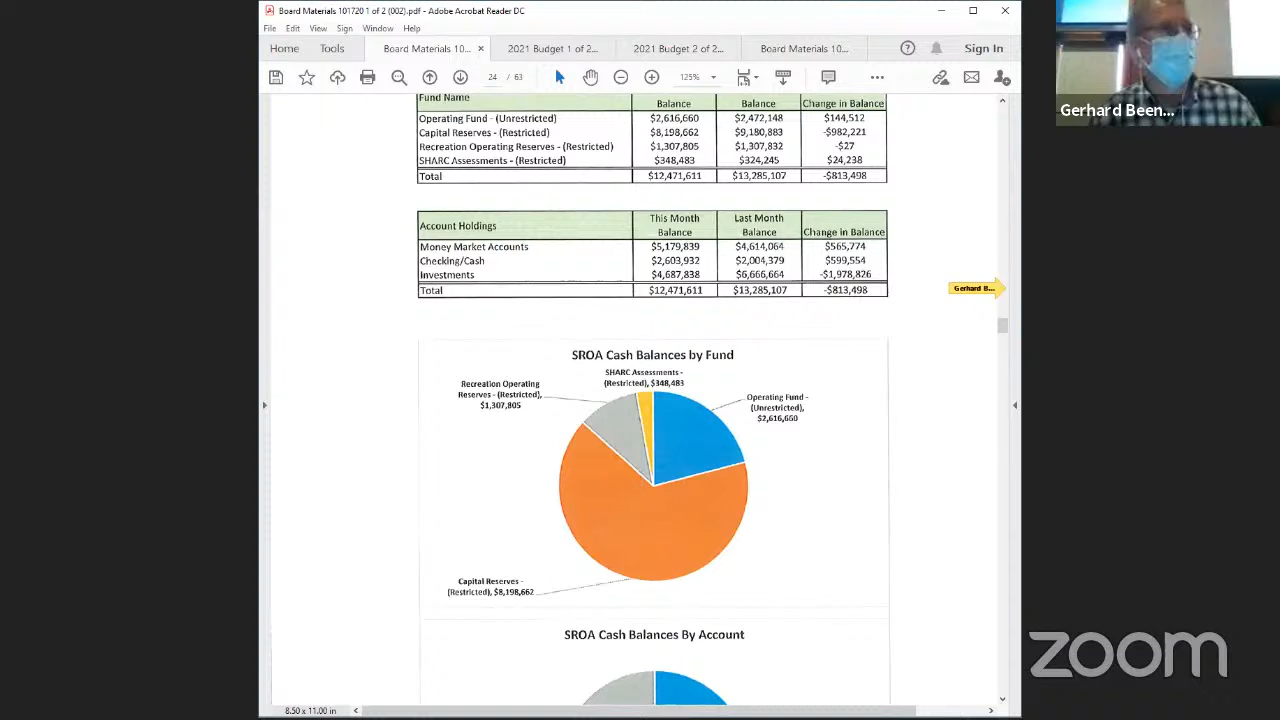 Board Materials 101720 1 of 2 (002).pdf - Adobe Acrobat Reader DC
File Edit View Sign Window Help
Home Tools Board Materials 10... × 2021 Budget 1 of 2... 2021 Budget 2 of 2... Board Materials 10... Sign In
24 / 63 125%
Fund Name Balance Balance Change in Balance
Operating Fund - (Unrestricted) $2,616,660 $2,472,148 $144,512
Capital Reserves - (Restricted) $8,198,662 $9,180,883 -$982,221
Recreation Operating Reserves - (Restricted) $1,307,805 $1,307,832 -$27
SHARC Assessments - (Restricted) $348,483 $324,245 $24,238
Total $12,471,611 $13,285,107 -$813,498
Account Holdings This Month Balance Last Month Balance Change in Balance
Money Market Accounts $5,179,839 $4,614,064 $565,774
Checking/Cash $2,603,932 $2,004,379 $599,554
Investments $4,687,838 $6,666,664 -$1,978,826
Total $12,471,611 $13,285,107 -$813,498
SROA Cash Balances by Fund
SHARC Assessments -
(Restricted), $348,483
Recreation Operating
Reserves - (Restricted),
$1,307,805
Operating Fund -
(Unrestricted),
$2,616,660
Capital Reserves -
(Restricted), $8,198,662
SROA Cash Balances By Account
8.50 x 11.00 in
Gerhard B...
Gerhard Been...
zoom